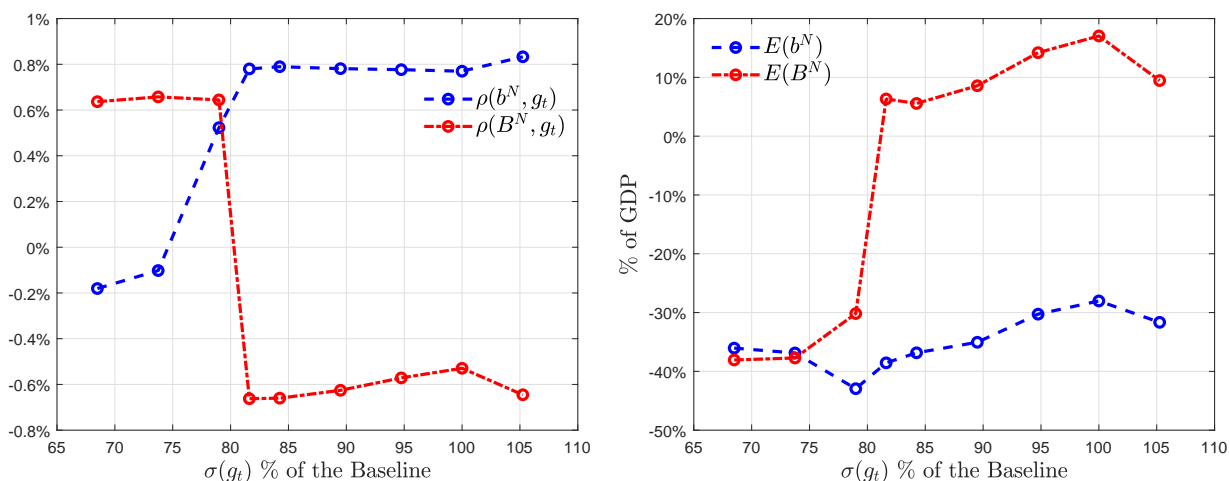 1%
0.8%
0.6%
0.4%
0.2%
0%
-0.2%
-0.4%
-0.6%
-0.8%
ρ(b^N, g_t)
ρ(B^N, g_t)
65 70 75 80 85 90 95 100 105 110
σ(g_t) % of the Baseline
20%
10%
0%
-10%
-20%
-30%
-40%
-50%
% of GDP
E(b^N)
E(B^N)
65 70 75 80 85 90 95 100 105 110
σ(g_t) % of the Baseline